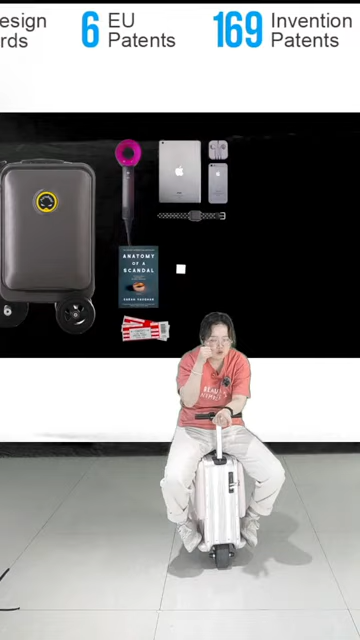 esign
rds
6 EU
Patents
169 Invention
Patents
ANATOMY
OF A
SCANDAL
SARAH VAUGHAN